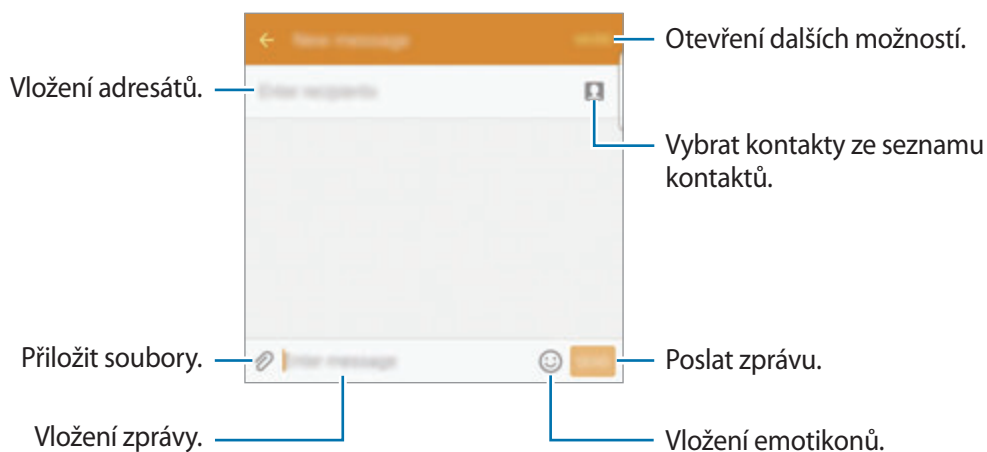 Otevření dalších možností.
Vložení adresátů.
Vybrat kontakty ze seznamu
kontaktů.
Přiložit soubory.
Poslat zprávu.
Vložení zprávy.
Vložení emotikonů.